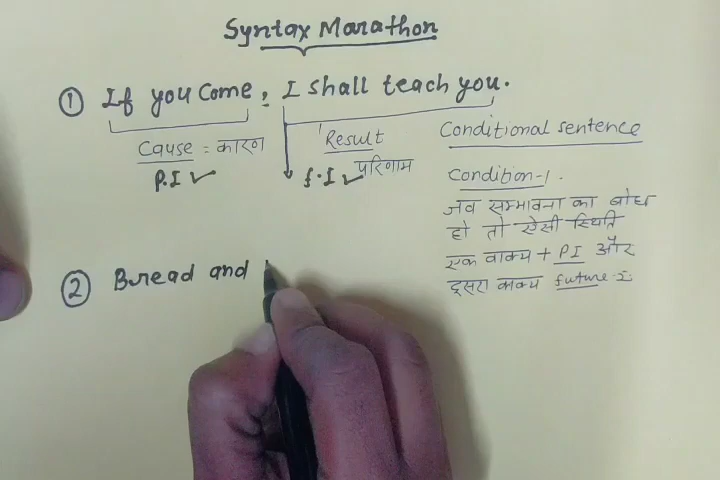 Syntax Marathon
① If you come, I shall teach you.
Cause = कारण
P.I ✓
Result
परिणाम
f.I ✓
Conditional sentence
Condition-1.
जब सम्भावना का बोध
हो तो ऐसी स्थिति
एक वाक्य + PI और
दूसरा वाक्य future-I
② Bread and